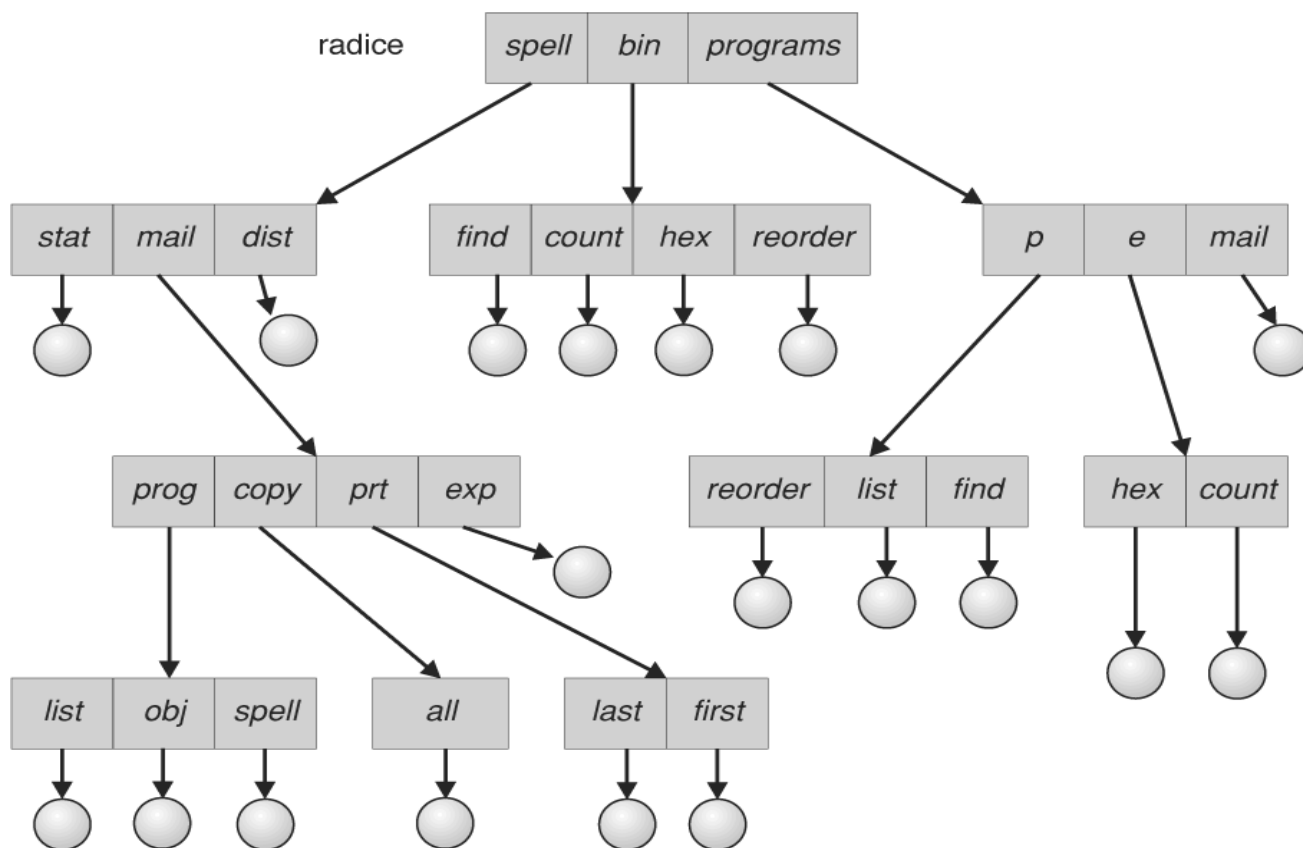 radice spell bin programs
stat mail dist find count hex reorder p e mail
prog copy prt exp reorder list find hex count
list obj spell all last first